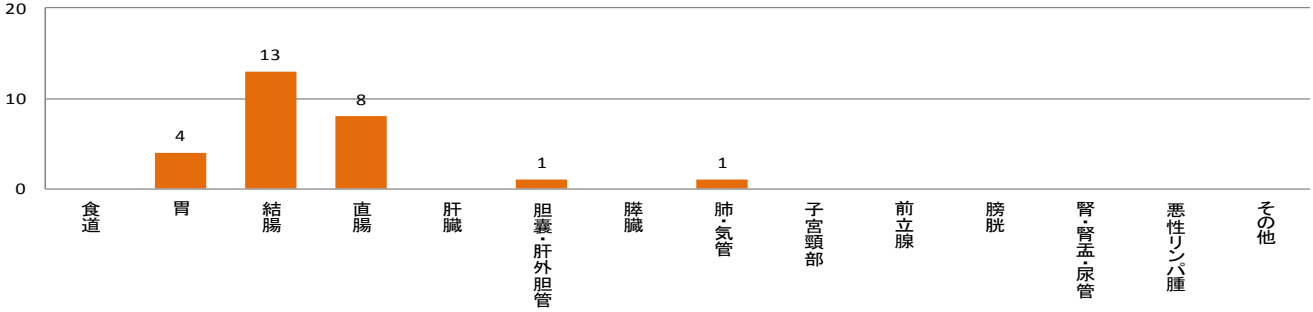 20
13
10
8
4
1
1
0
食道
胃
結腸
直腸
肝臓
胆嚢・肝外胆管
膵臓
肺・気管
子宮頸部
前立腺
膀胱
腎・腎盂・尿管
悪性リンパ腫
その他